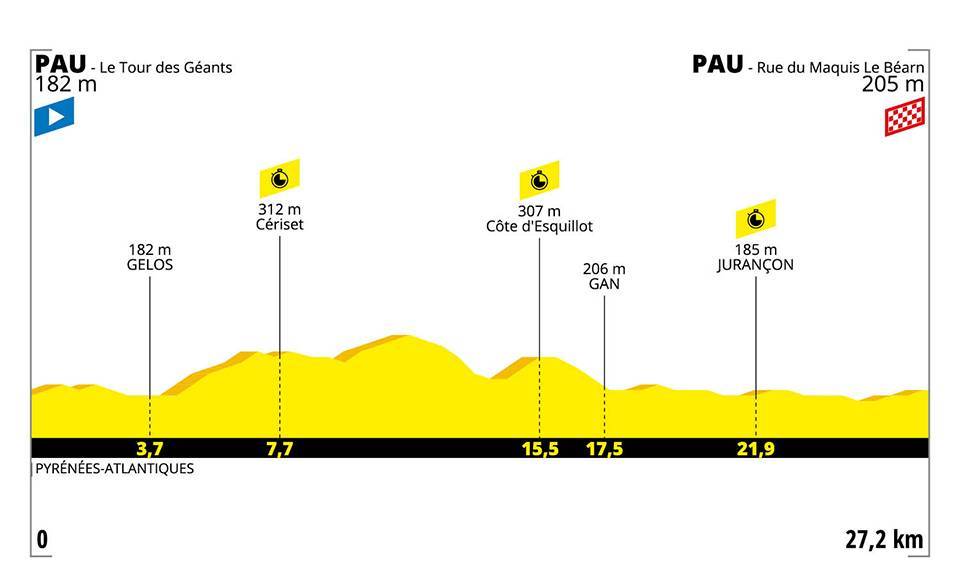 PAU - Le Tour des Géants
182 m
PAU - Rue du Maquis Le Béarn
205 m
312 m
Cériset
307 m
Côte d'Esquillot
182 m
GELOS
206 m
GAN
185 m
JURANÇON
3,7
7,7
15,5
17,5
21,9
PYRÉNÉES-ATLANTIQUES
0
27,2 km